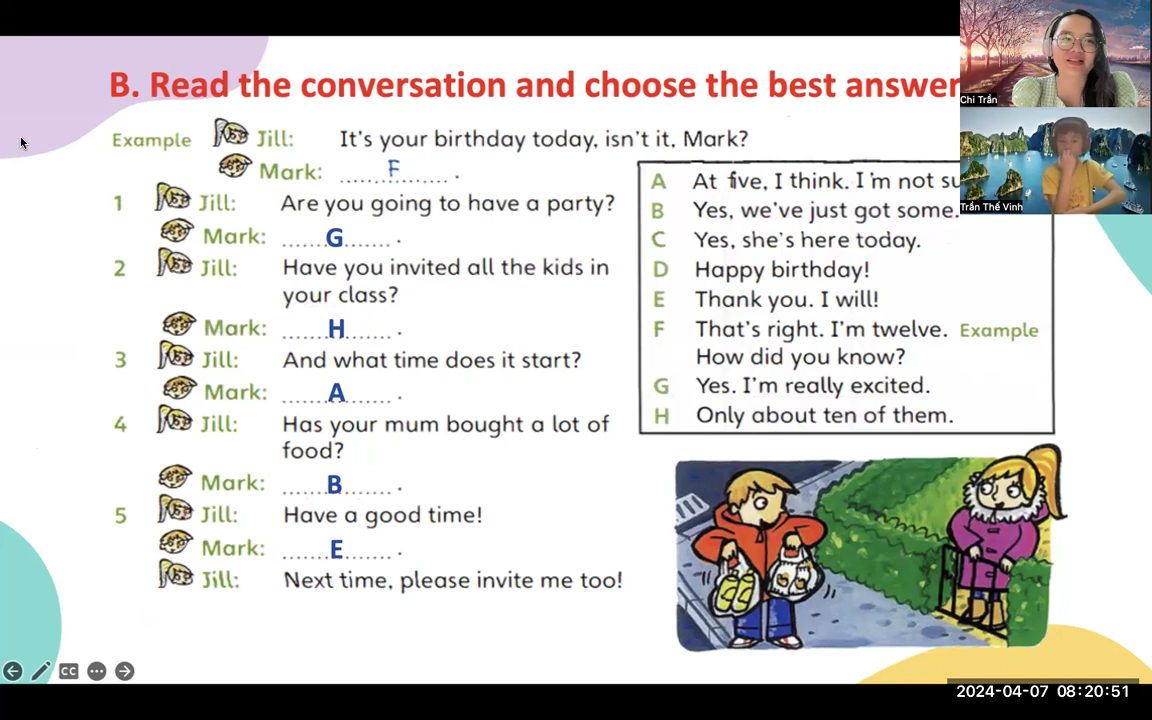 B. Read the conversation and choose the best answer
Chi Trần
Example Jill: It's your birthday today, isn't it, Mark?
Mark: ......F...... .
1 Jill: Are you going to have a party?
Mark: ......G...... .
2 Jill: Have you invited all the kids in
your class?
Mark: ......H...... .
3 Jill: And what time does it start?
Mark: ......A...... .
4 Jill: Has your mum bought a lot of
food?
Mark: ......B...... .
5 Jill: Have a good time!
Mark: ......E...... .
Jill: Next time, please invite me too!
A At five, I think. I'm not
B Yes, we've just got some.
C Yes, she's here today.
D Happy birthday!
E Thank you. I will!
F That's right. I'm twelve. Example
How did you know?
G Yes. I'm really excited.
H Only about ten of them.
Trần Thế Vinh
CC
2024-04-07 08:20:51